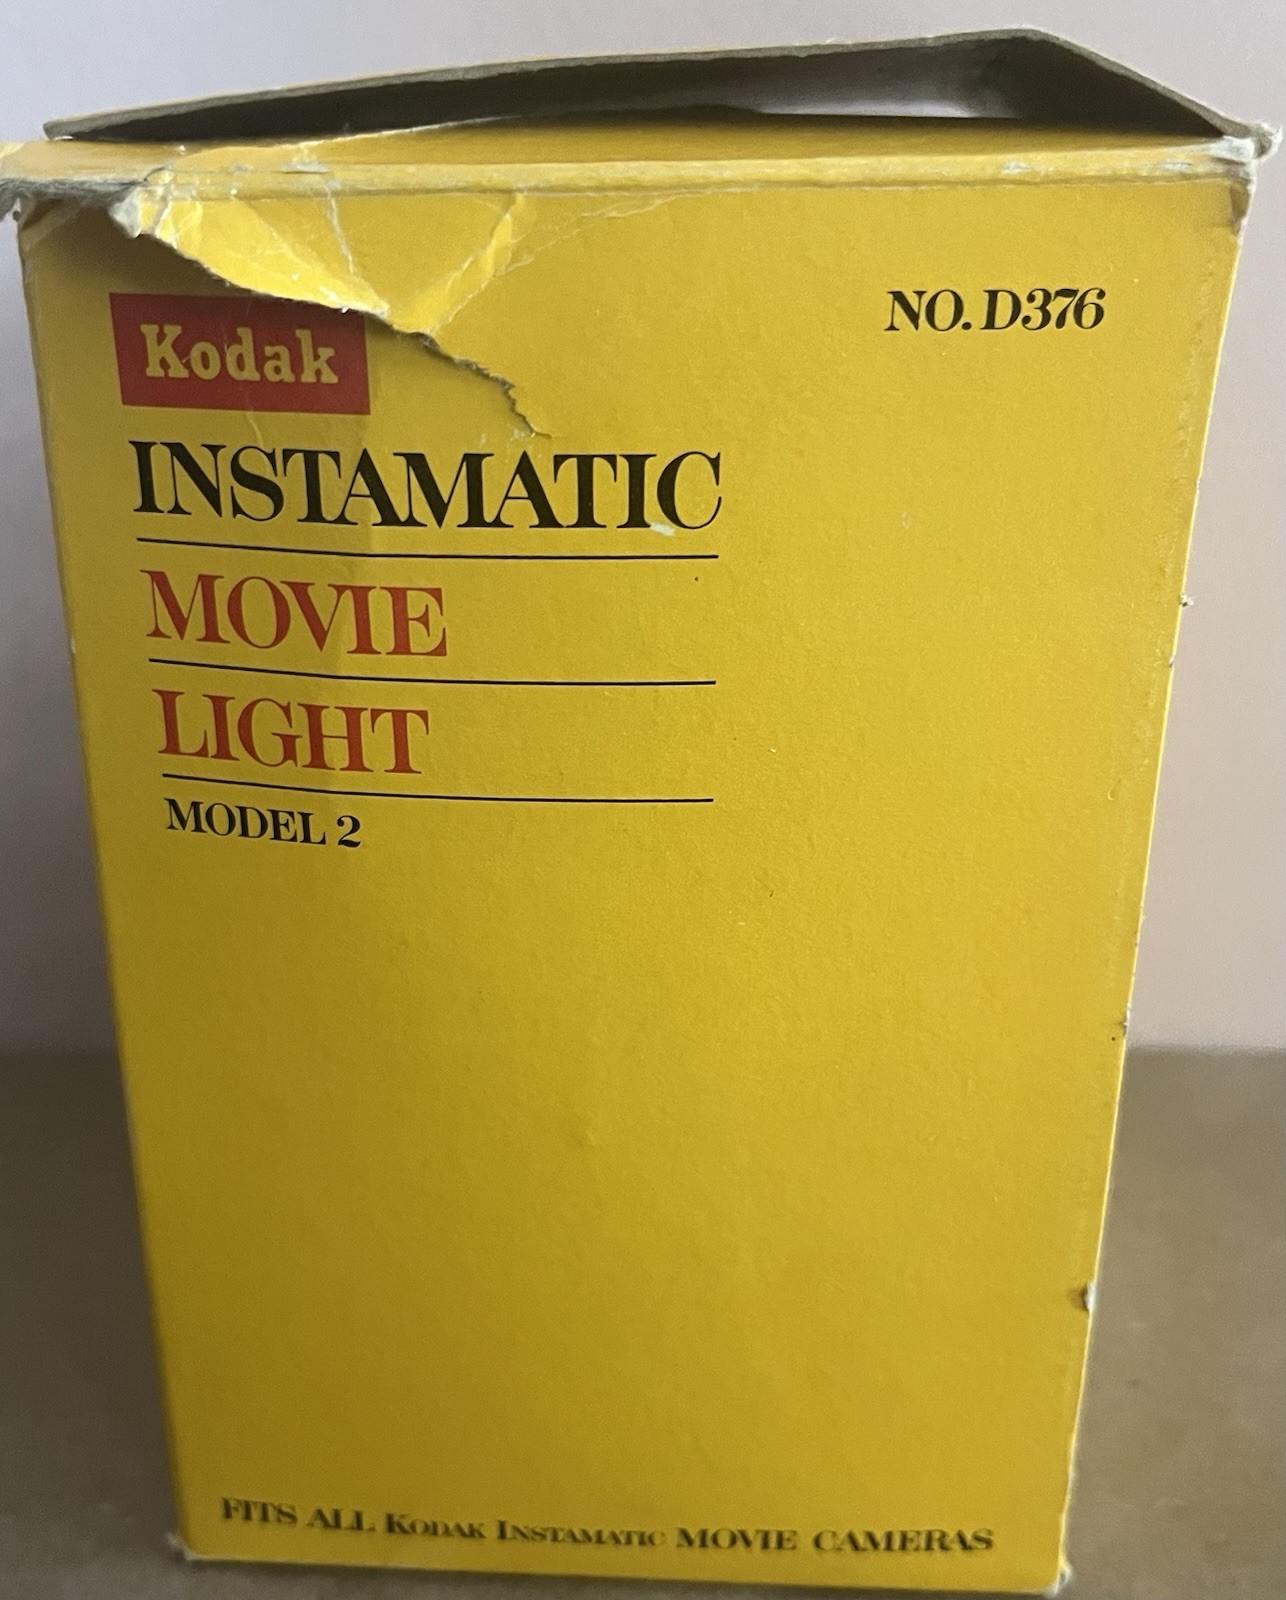 NO. D376
Kodak
INSTAMATIC
MOVIE
LIGHT
MODEL 2
FITS ALL KODAK INSTAMATIC MOVIE CAMERAS